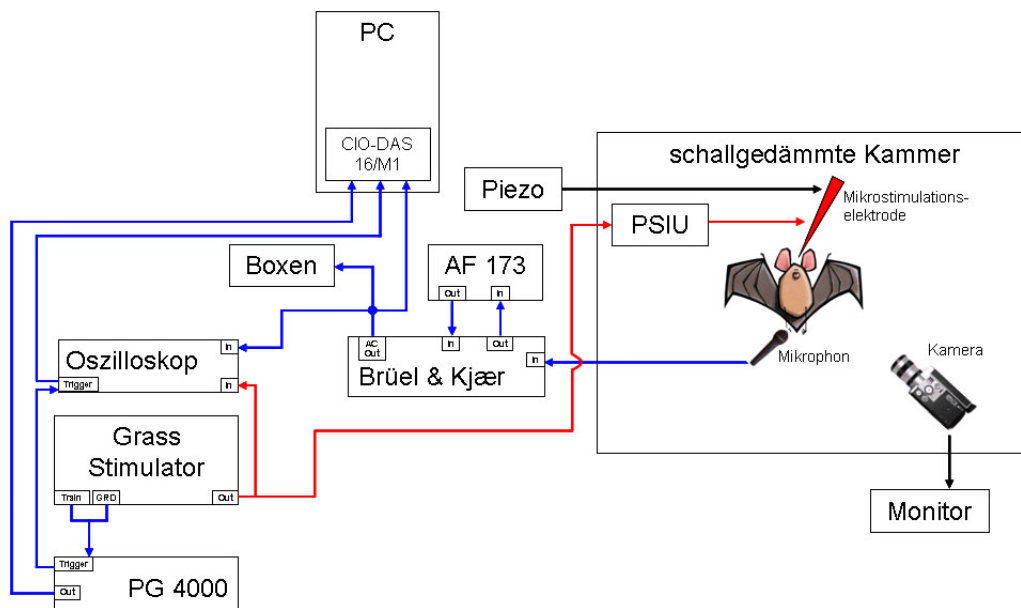 PC
CIO-DAS
16/M1
schallgedämmte Kammer
Piezo
Mikrostimulations-
elektrode
PSIU
Boxen
AF 173
Out
In
Oszilloskop
In
Trigger
In
AC
Out
In
Out
In
Brüel & Kjær
Mikrophon
Kamera
Grass
Stimulator
Train
GRD
Out
Monitor
Trigger
Out
PG 4000